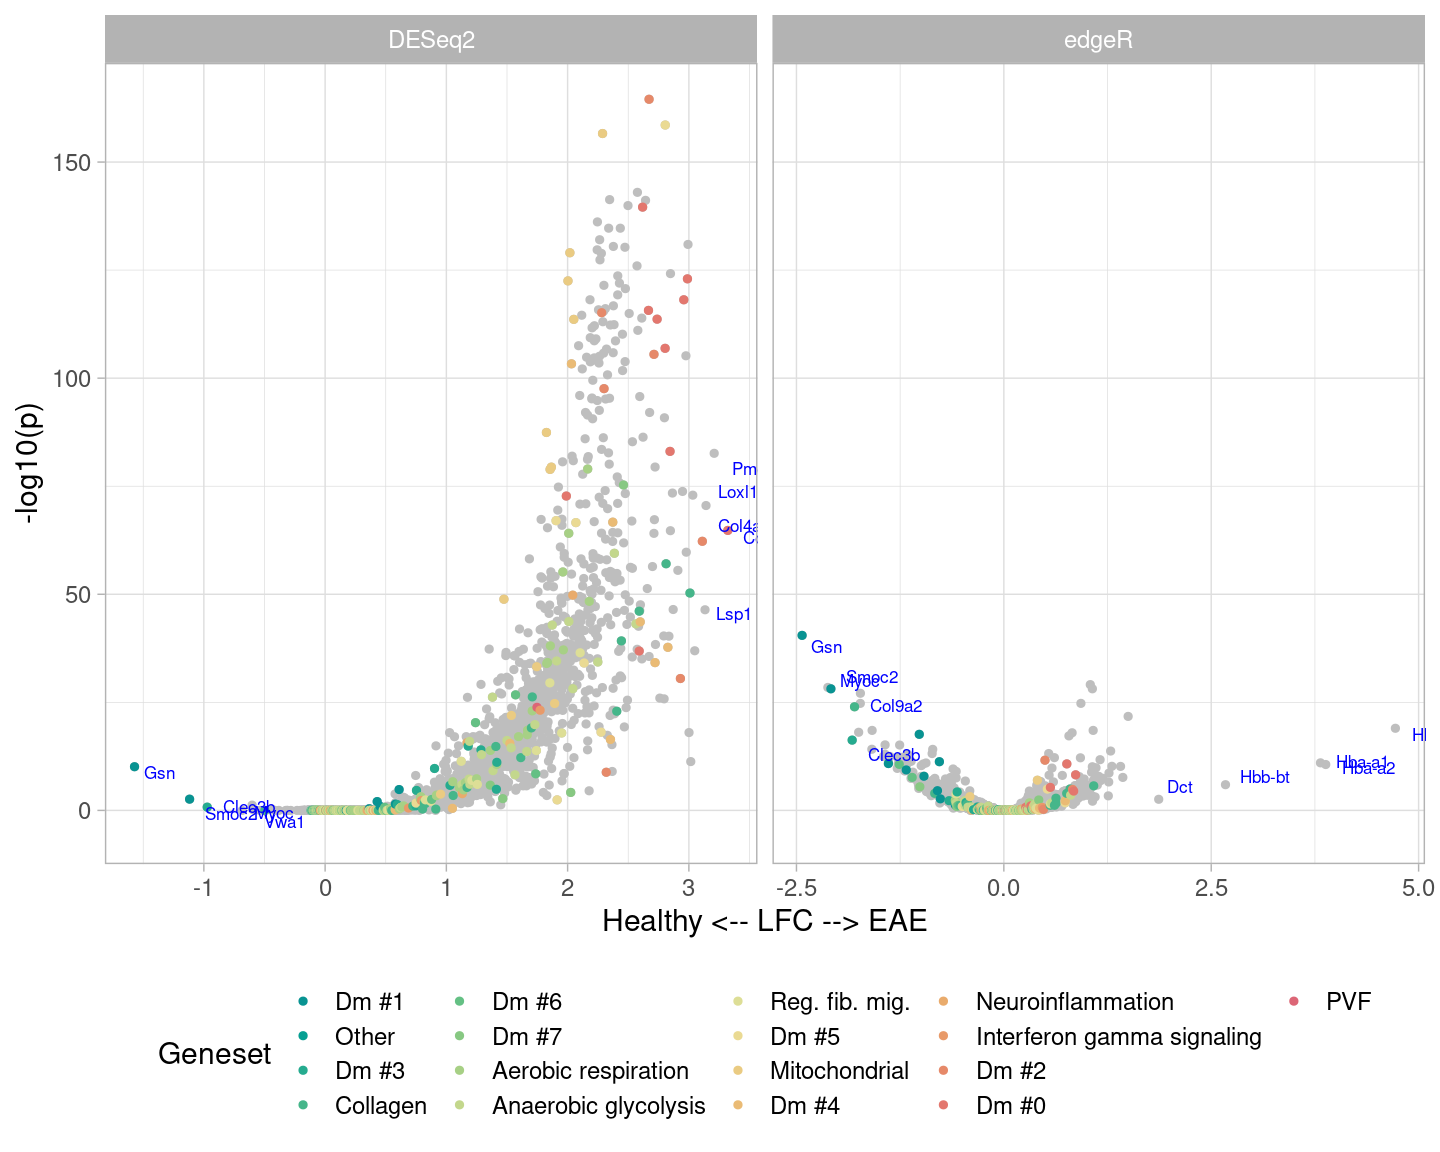 DESeq2
edgeR
150
100
50
0
-log10(p)
Pm
Loxl1
Col4a
Lsp1
Gsn
Clec3b
Smoc2
Myoc
Vwa1
Gsn
Smoc2
Myoc
Col9a2
Clec3b
Hba-a1
Hba-a2
Hbb-bt
Dct
-1 0 1 2 3
-2.5 0.0 2.5 5.0
Healthy <-- LFC --> EAE
Geneset
Dm #1
Other
Dm #3
Collagen
Dm #6
Dm #7
Aerobic respiration
Anaerobic glycolysis
Reg. fib. mig.
Dm #5
Mitochondrial
Dm #4
Neuroinflammation
Interferon gamma signaling
Dm #2
Dm #0
PVF